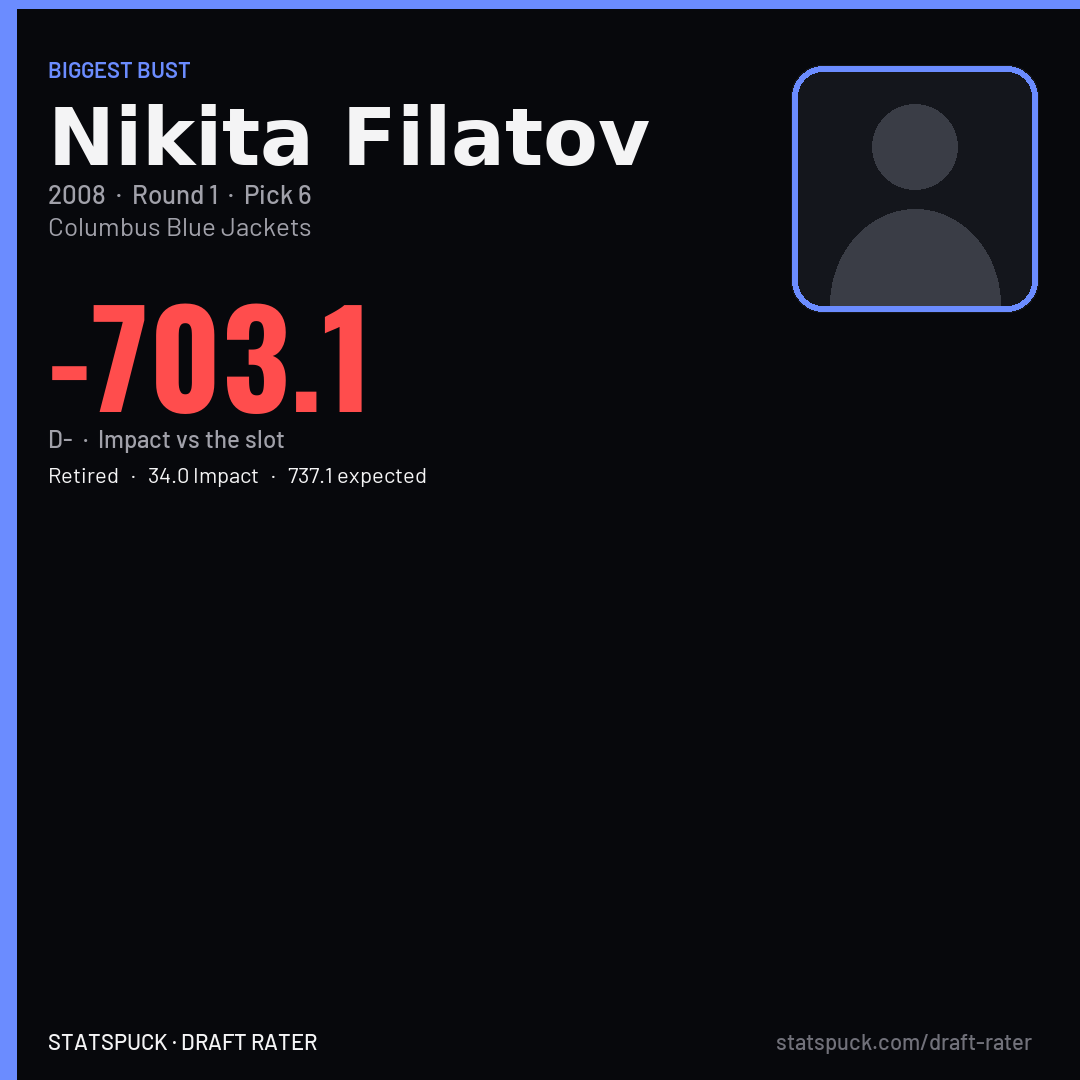 BIGGEST BUST
Nikita Filatov
2008 · Round 1 · Pick 6
Columbus Blue Jackets
-703.1
D- · Impact vs the slot
Retired · 34.0 Impact · 737.1 expected
STATSPUCK · DRAFT RATER
statspuck.com/draft-rater